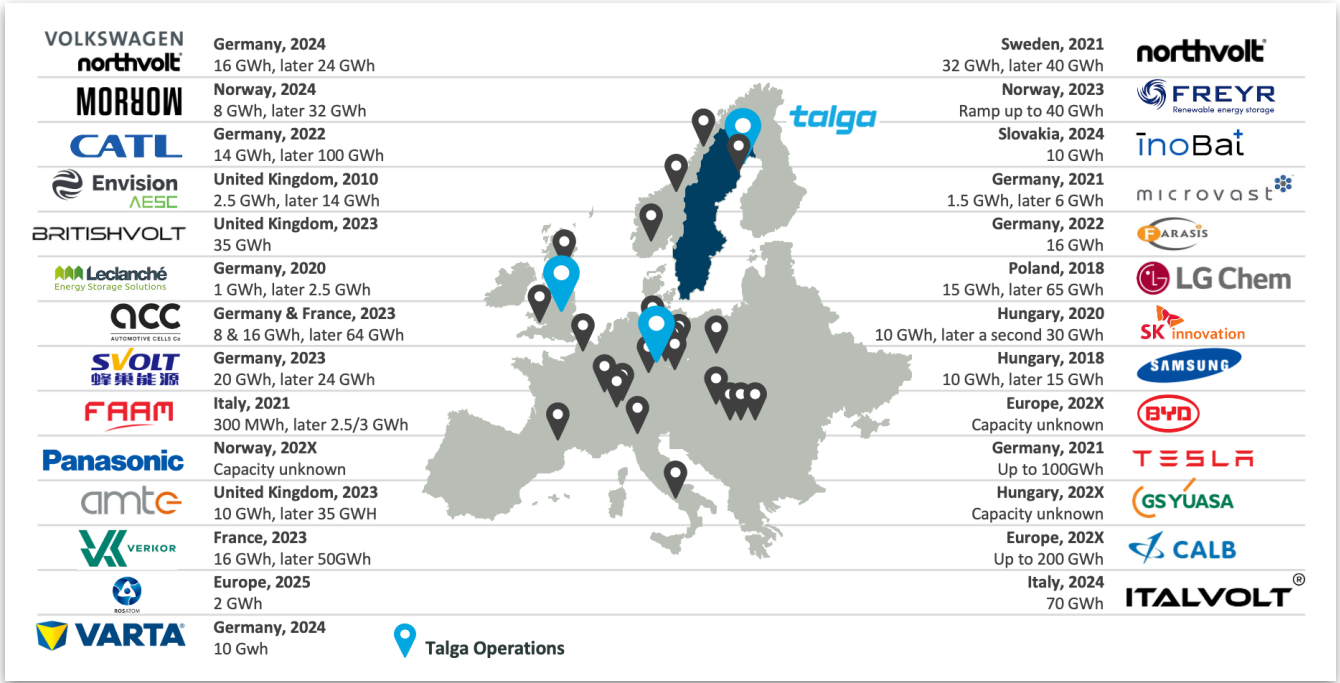 VOLKSWAGEN
northvolt
Germany, 2024
16 GWh, later 24 GWh
MORROW
Norway, 2024
8 GWh, later 32 GWh
CATL
Germany, 2022
14 GWh, later 100 GWh
Envision
AESC
United Kingdom, 2010
2.5 GWh, later 14 GWh
BRITISHVOLT
United Kingdom, 2023
35 GWh
Leclanché
Energy Storage Solutions
Germany, 2020
1 GWh, later 2.5 GWh
acc
AUTOMOTIVE CELLS Co
Germany & France, 2023
8 & 16 GWh, later 64 GWh
SVOLT
蜂巢能源
Germany, 2023
20 GWh, later 24 GWh
FAAM
Italy, 2021
300 MWh, later 2.5/3 GWh
Panasonic
Norway, 202X
Capacity unknown
amte
United Kingdom, 2023
10 GWh, later 35 GWH
VERKOR
France, 2023
16 GWh, later 50GWh
ROSATOM
Europe, 2025
2 GWh
VARTA
Germany, 2024
10 Gwh
talga
Talga Operations
Sweden, 2021
32 GWh, later 40 GWh
northvolt
Norway, 2023
Ramp up to 40 GWh
FREYR
Renewable energy storage
Slovakia, 2024
10 GWh
inoBat
Germany, 2021
1.5 GWh, later 6 GWh
microvast
Germany, 2022
16 GWh
FARASIS
Poland, 2018
15 GWh, later 65 GWh
LG Chem
Hungary, 2020
10 GWh, later a second 30 GWh
SK innovation
Hungary, 2018
10 GWh, later 15 GWh
SAMSUNG
Europe, 202X
Capacity unknown
BYD
Germany, 2021
Up to 100GWh
TESLA
Hungary, 202X
Capacity unknown
GS YUASA
Europe, 202X
Up to 200 GWh
CALB
Italy, 2024
70 GWh
ITALVOLT®